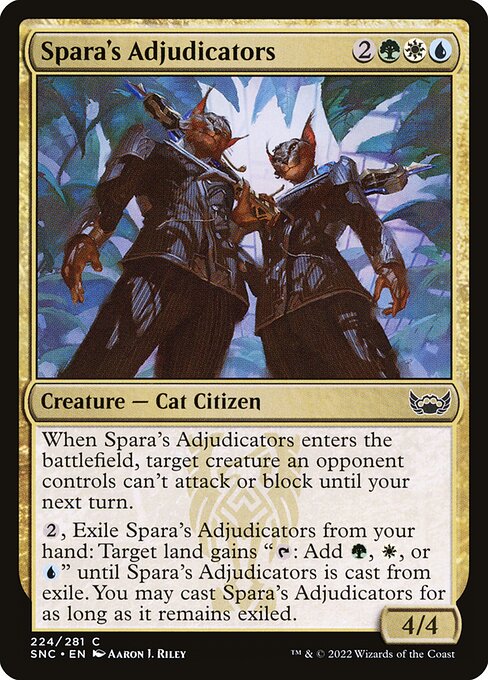 Spara's Adjudicators 2
Creature — Cat Citizen
When Spara's Adjudicators enters the
battlefield, target creature an opponent
controls can't attack or block until your
next turn.
2, Exile Spara's Adjudicators from your
hand: Target land gains “: Add , , or
” until Spara's Adjudicators is cast from
exile. You may cast Spara's Adjudicators for
as long as it remains exiled.
4/4
224/281 C
SNC • EN Aaron J. Riley
™ & © 2022 Wizards of the Coast